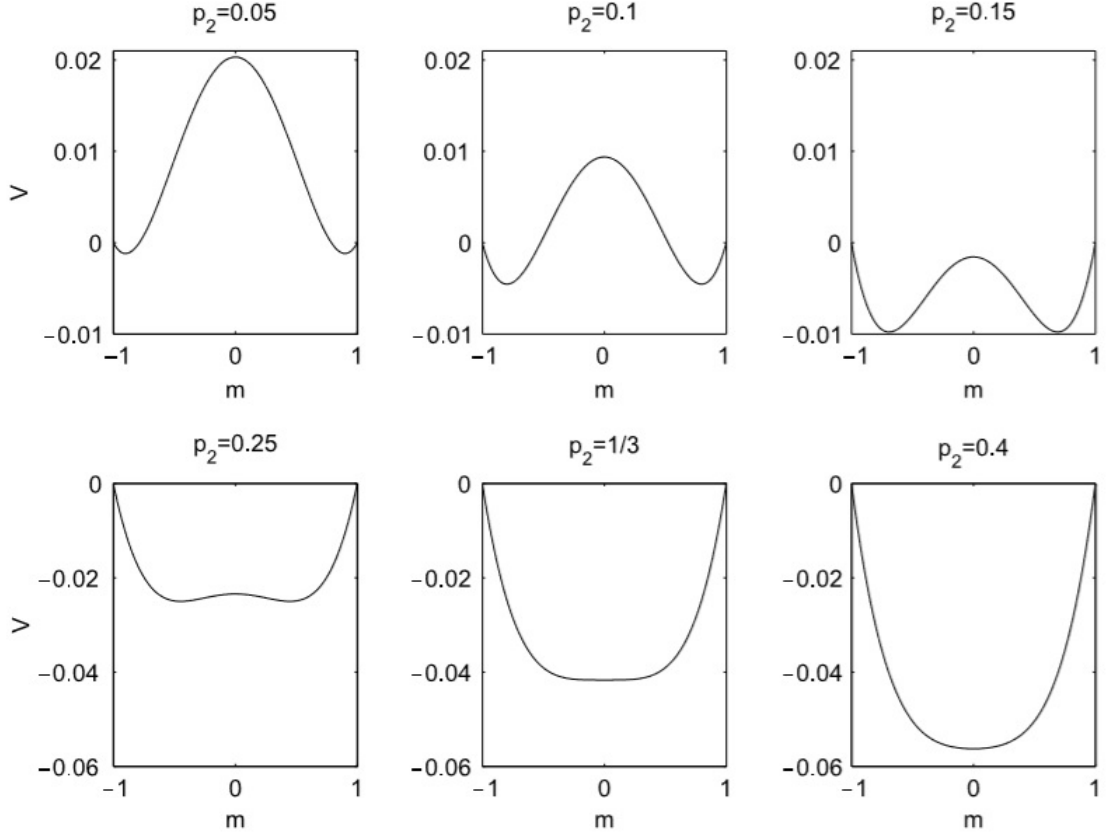 p2=0.05 p2=0.1 p2=0.15
0.02 0.02 0.02
0.01 0.01 0.01
V
0 0 0
−0.01 −0.01 −0.01
−1 0 1 −1 0 1 −1 0 1
m m m
p2=0.25 p2=1/3 p2=0.4
0 0 0
−0.02 −0.02 −0.02
V
−0.04 −0.04 −0.04
−0.06 −0.06 −0.06
−1 0 1 −1 0 1 −1 0 1
m m m